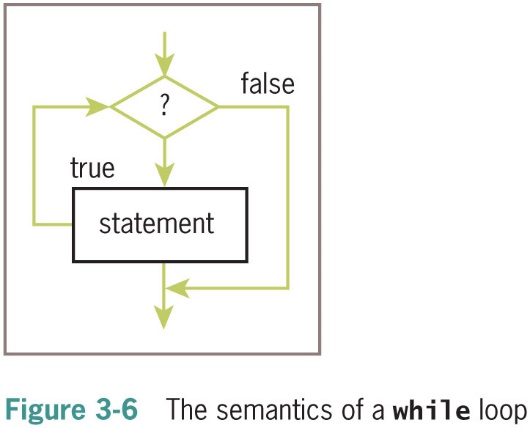 false
?
true
statement
Figure 3-6 The semantics of a while loop